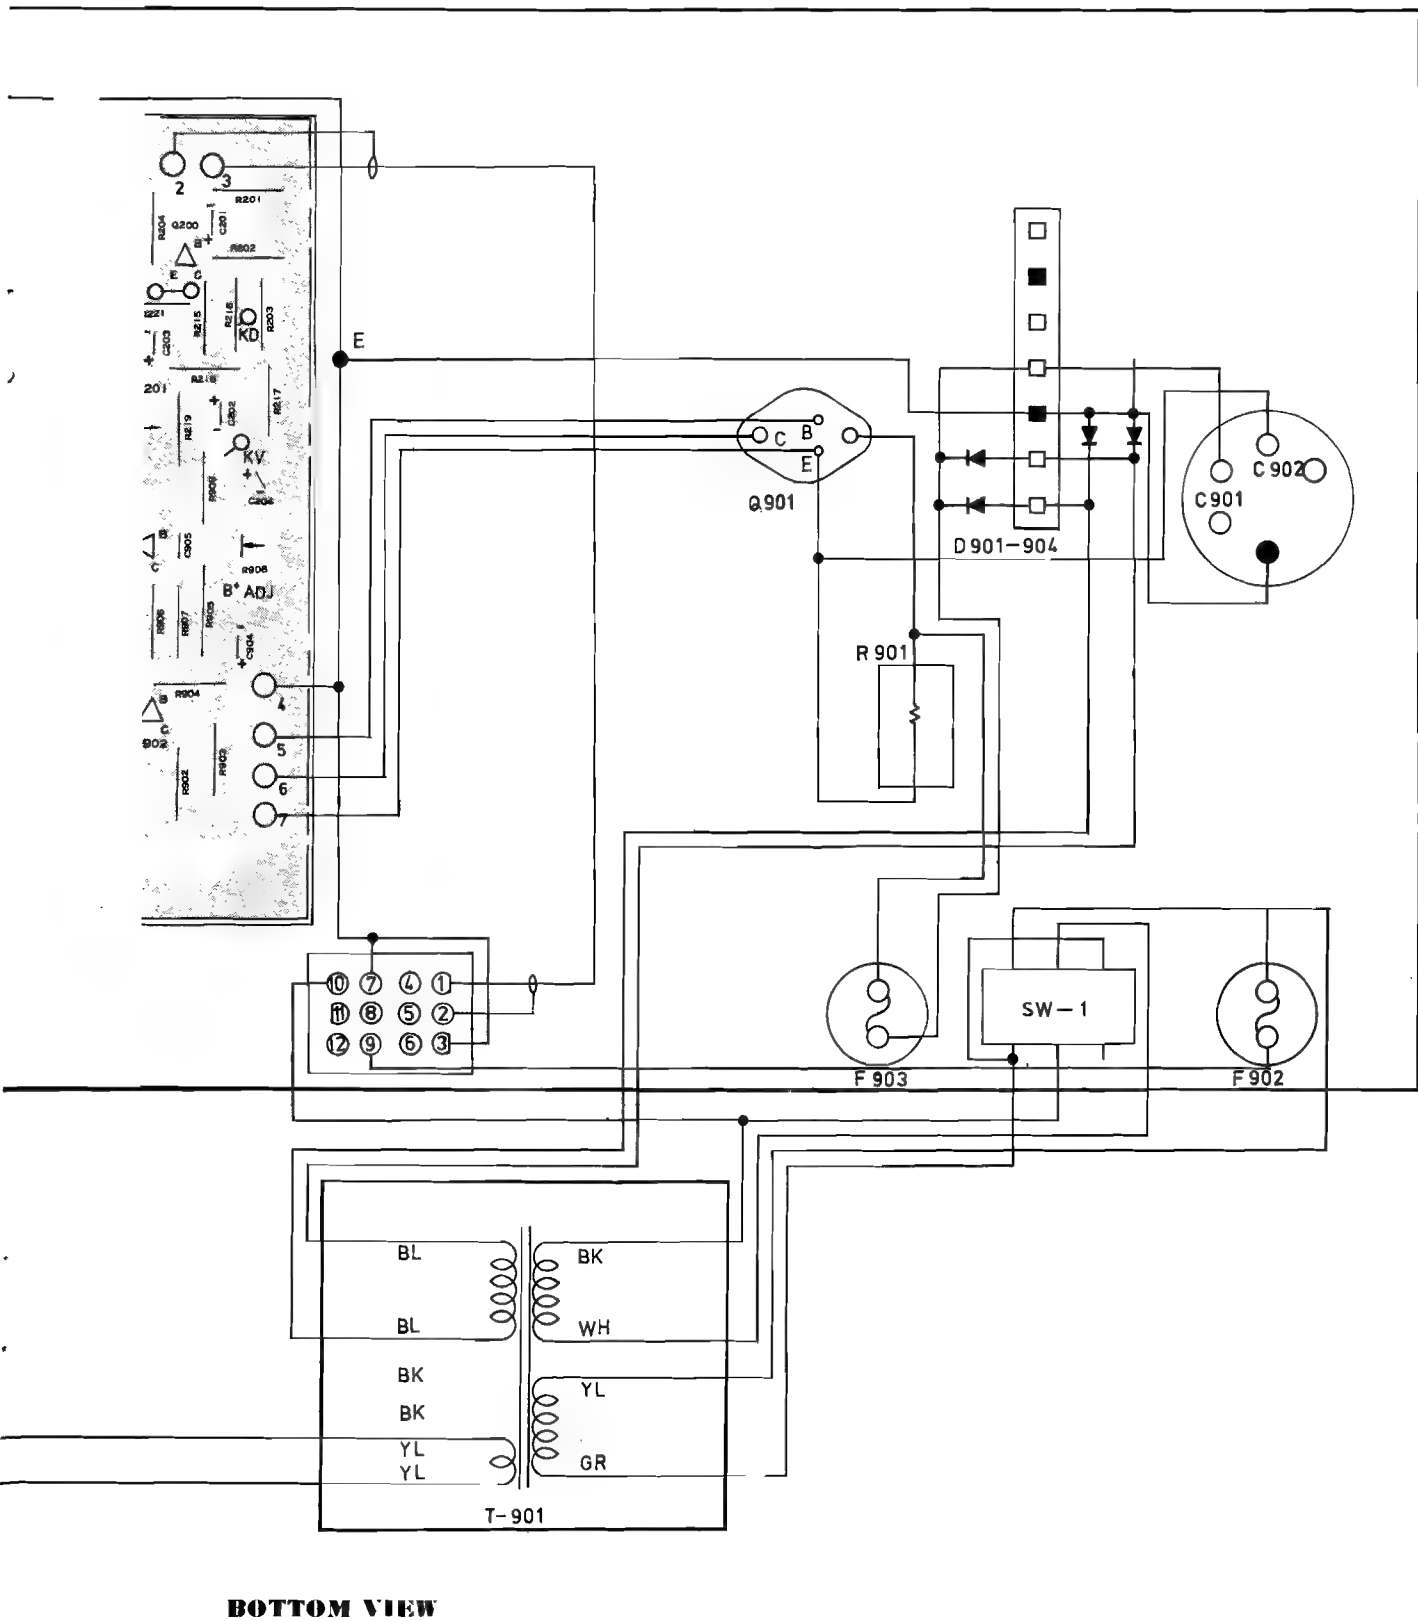 2
3
R201
R204
Q200
C201
B
+
R802
E
C
R215
R216
R203
KD
C203
+
201
R218
R217
R219
+
C202
KV
+
C206
R909
B
C905
C
R908
B+ ADJ
R906
R907
R905
C904
+
R904
4
B
C
902
5
R903
R902
6
7
E
C
B
E
Q901
D901-904
C901
C902
R901
10 7 4 1
11 8 5 2
12 9 6 3
SW-1
F903
F902
BL
BK
BL
WH
BK
YL
BK
YL
YL
GR
T-901
BOTTOM VIEW